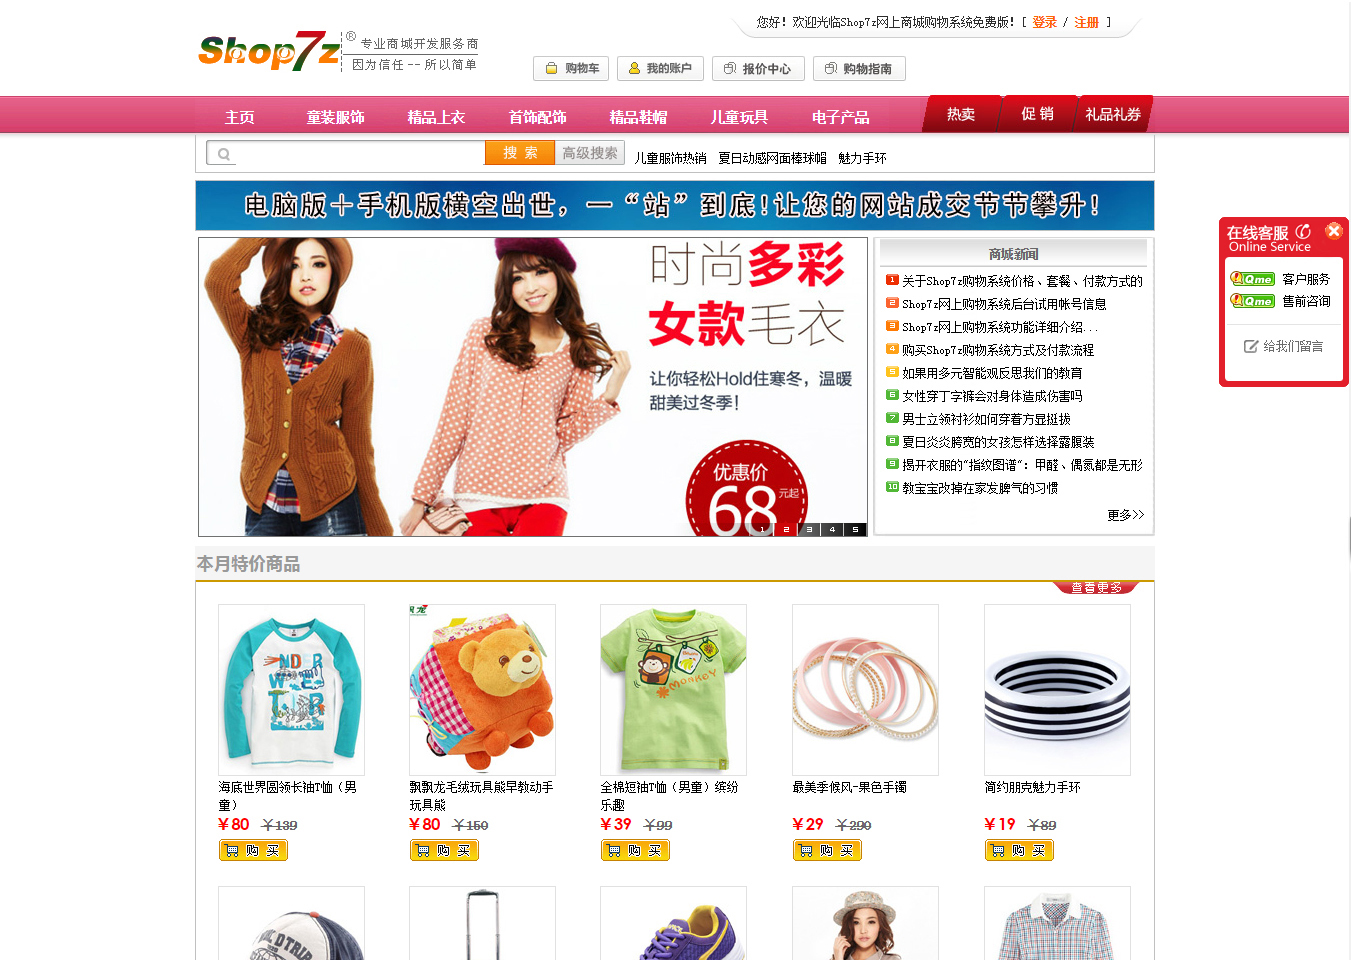 您好！欢迎光临Shop7z网上商城购物系统免费版！[ 登录 / 注册 ]
Shop7z ® 专业商城开发服务商
因为信任 -- 所以简单
购物车 我的账户 报价中心 购物指南
主页 童装服饰 精品上衣 首饰配饰 精品鞋帽 儿童玩具 电子产品 热卖 促 销 礼品礼券
搜 索 高级搜索 儿童服饰热销 夏日动感网面棒球帽 魅力手环
电脑版＋手机版横空出世，一“站”到底!让您的网站成交节节攀升!
时尚多彩
女款毛衣
让你轻松Hold住寒冬，温暖
甜美过冬季!
优惠价
68元起
1 2 3 4 5
商城新闻
1 关于Shop7z购物系统价格、套餐、付款方式的
2 Shop7z网上购物系统后台试用帐号信息
3 Shop7z网上购物系统功能详细介绍...
4 购买Shop7z购物系统方式及付款流程
5 如果用多元智能观反思我们的教育
6 女性穿丁字裤会对身体造成伤害吗
7 男士立领衬衫如何穿着方显挺拔
8 夏日炎炎胯宽的女孩怎样选择露腹装
9 揭开衣服的"指纹图谱"：甲醛、偶氮都是无形
10 教宝宝改掉在家发脾气的习惯
更多>>
在线客服
Online Service
Qme 客户服务
Qme 售前咨询
给我们留言
本月特价商品
查看更多
MONKEY
海底世界圆领长袖T恤（男
童）
￥80 ￥139
购 买
飘飘龙毛绒玩具熊早教动手
玩具熊
￥80 ￥150
购 买
全棉短袖T恤（男童）缤纷
乐趣
￥39 ￥99
购 买
最美季候风-果色手镯
￥29 ￥290
购 买
简约朋克魅力手环
￥19 ￥89
购 买